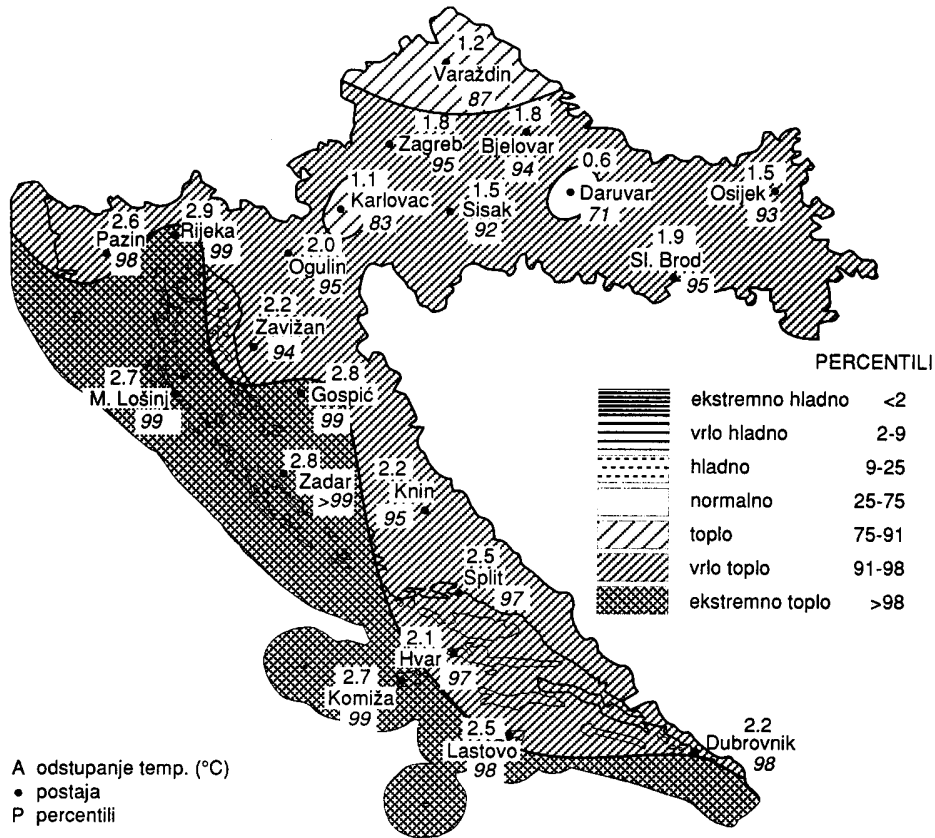 1.2
Varaždin
87
1.8
Zagreb
95
1.8
Bjelovar
94
0.6
Daruvar
71
1.5
Osijek
93
1.1
Karlovac
83
1.5
Sisak
92
1.9
Sl. Brod
95
2.6
Pazin
98
2.9
Rijeka
99
2.0
Ogulin
95
2.2
Zavižan
94
2.7
M. Lošinj
99
2.8
Gospić
99
2.8
Zadar
>99
2.2
Knin
95
2.5
Split
97
2.1
Hvar
97
2.7
Komiža
99
2.5
Lastovo
98
2.2
Dubrovnik
98
PERCENTILI
ekstremno hladno <2
vrlo hladno 2-9
hladno 9-25
normalno 25-75
toplo 75-91
vrlo toplo 91-98
ekstremno toplo >98
A odstupanje temp. (°C)
• postaja
P percentili